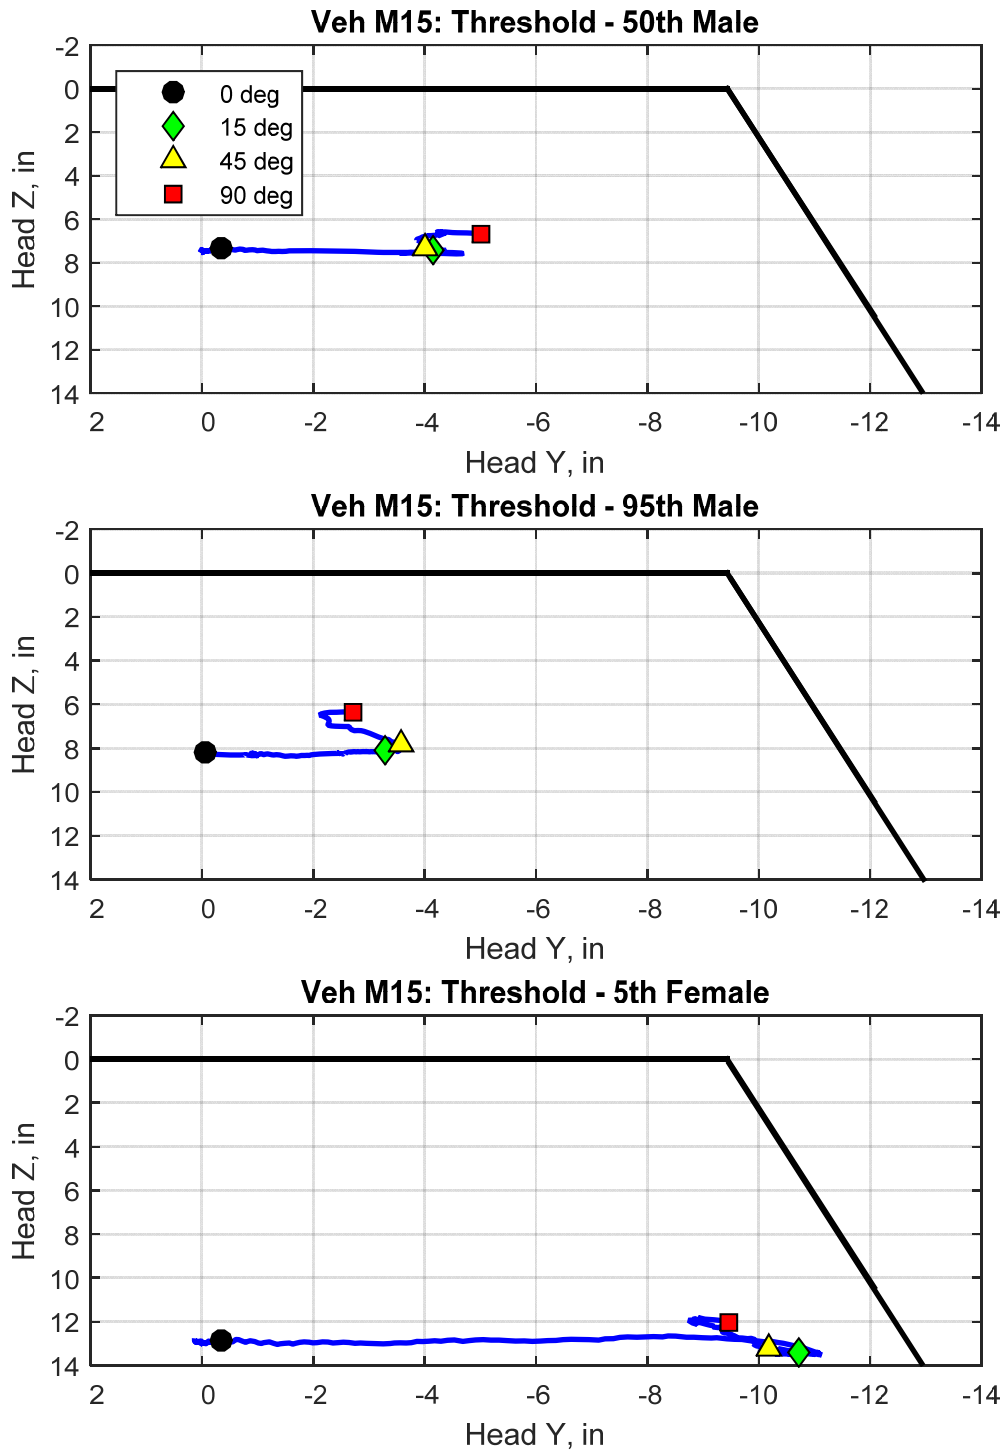 Veh M15: Threshold - 50th Male
-2
0
2
4
6
8
10
12
14
0 deg
15 deg
45 deg
90 deg
2 0 -2 -4 -6 -8 -10 -12 -14
Head Y, in
Head Z, in
Veh M15: Threshold - 95th Male
-2
0
2
4
6
8
10
12
14
2 0 -2 -4 -6 -8 -10 -12 -14
Head Y, in
Head Z, in
Veh M15: Threshold - 5th Female
-2
0
2
4
6
8
10
12
14
2 0 -2 -4 -6 -8 -10 -12 -14
Head Y, in
Head Z, in